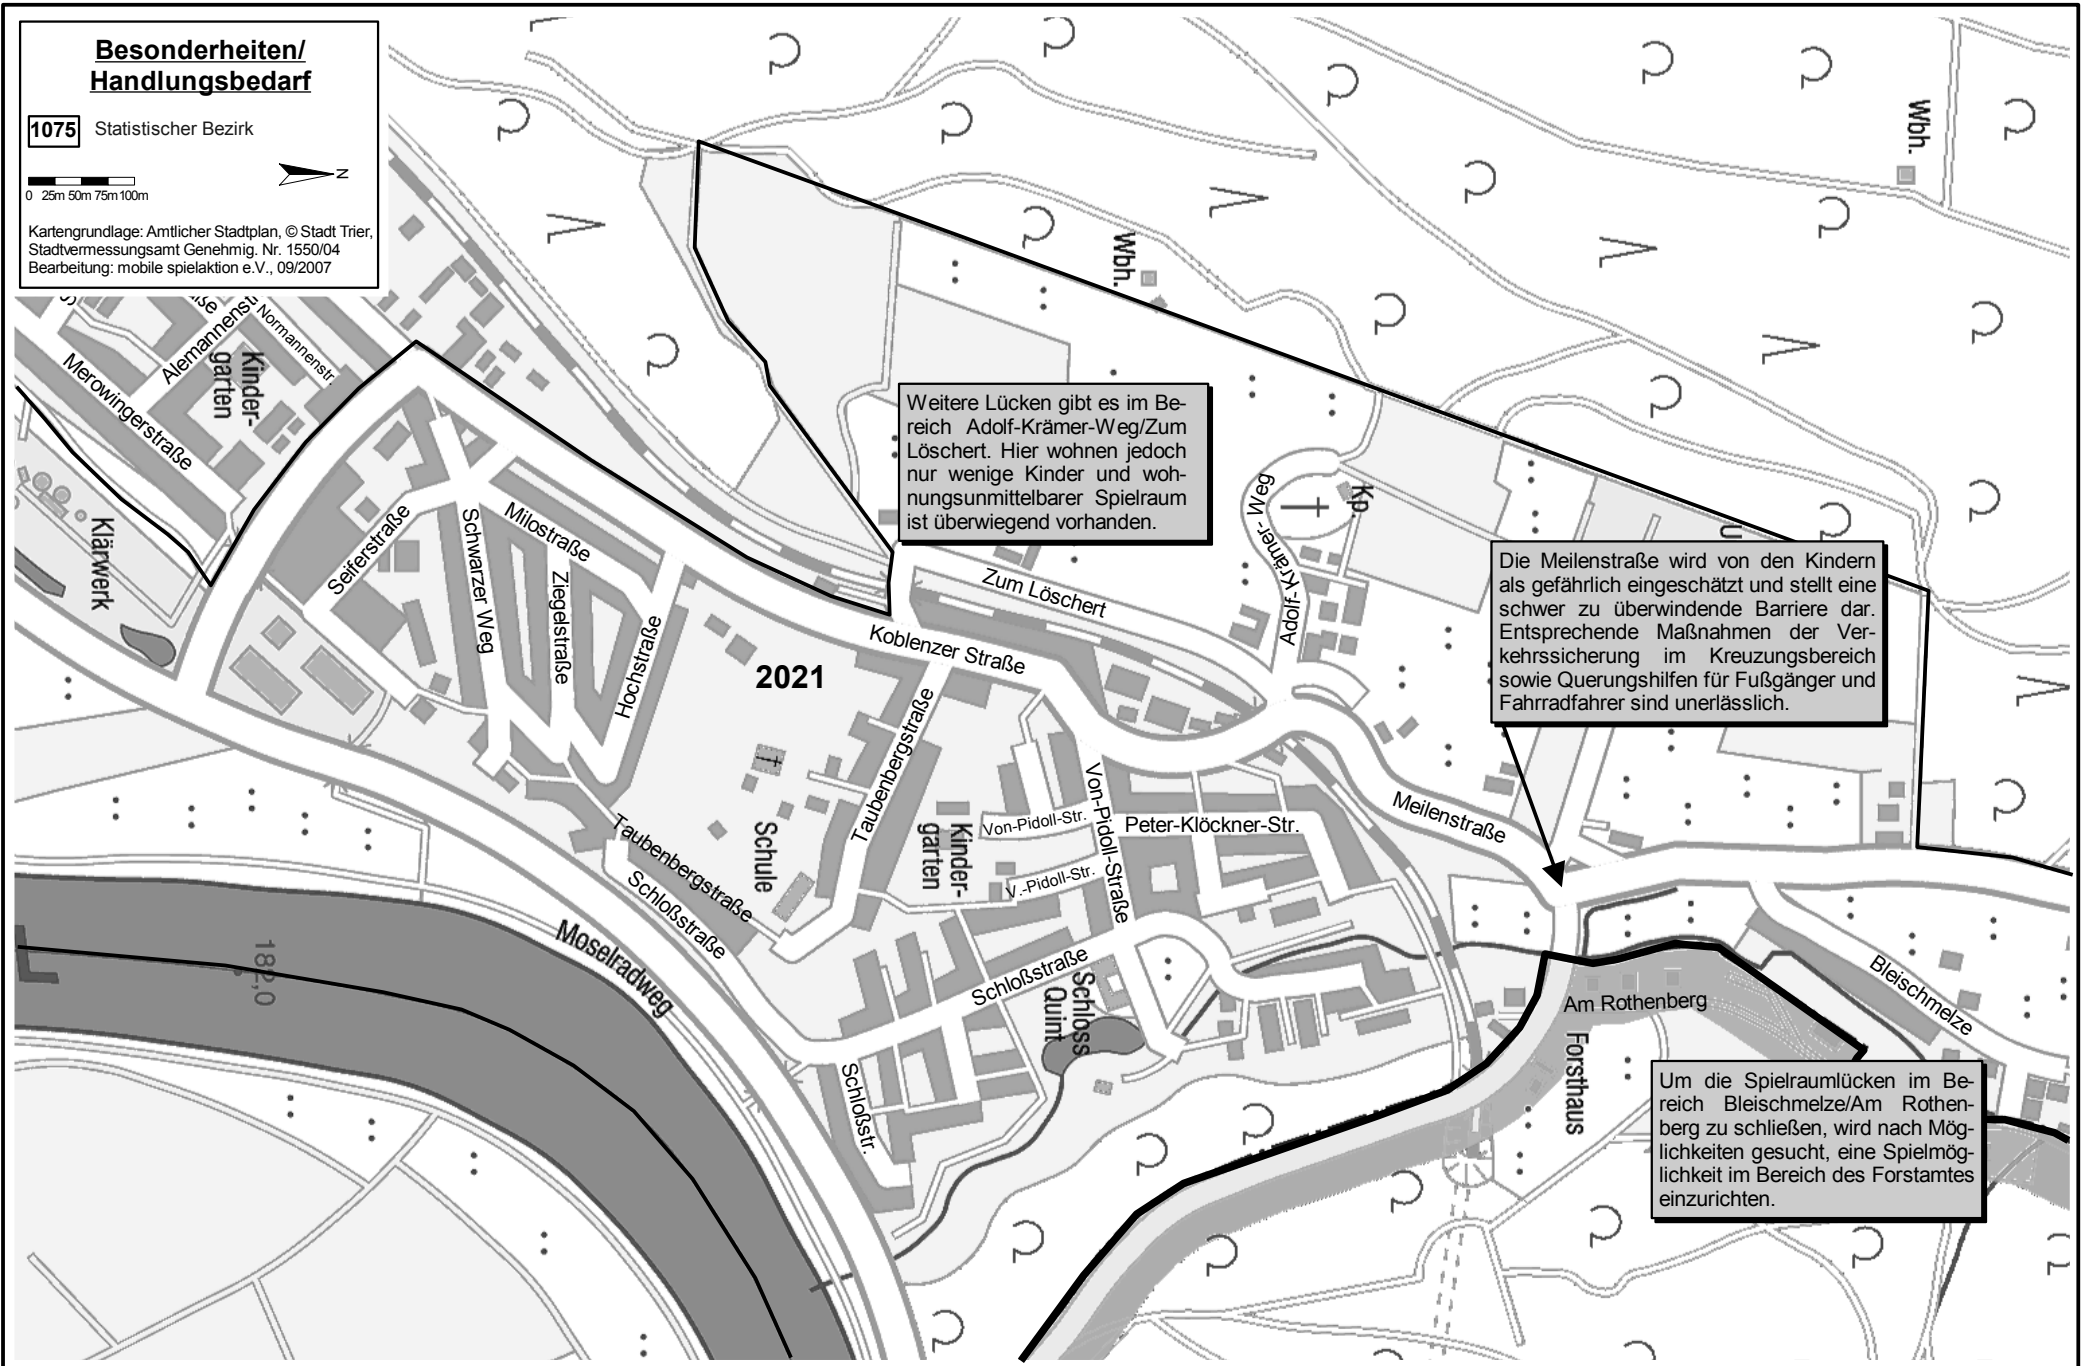 Besonderheiten/
Handlungsbedarf
1075 Statistischer Bezirk
N
0 25m 50m 75m 100m
Kartengrundlage: Amtlicher Stadtplan, © Stadt Trier,
Stadtvermessungsamt Genehmig. Nr. 1550/04
Bearbeitung: mobile spielaktion e.V., 09/2007
Wbh.
Wbh.
Alemannenst
Normannenstr.
Kinder-
garten
Merowingerstraße
Klärwerk
Weitere Lücken gibt es im Be-
reich Adolf-Krämer-Weg/Zum
Löschert. Hier wohnen jedoch
nur wenige Kinder und woh-
nungsunmittelbarer Spielraum
ist überwiegend vorhanden.
Kp.
Adolf-Krämer-Weg
Zum Löschert
U
Die Meilenstraße wird von den Kindern
als gefährlich eingeschätzt und stellt eine
schwer zu überwindende Barriere dar.
Entsprechende Maßnahmen der Ver-
kehrssicherung im Kreuzungsbereich
sowie Querungshilfen für Fußgänger und
Fahrradfahrer sind unerlässlich.
Seiferstraße
Schwarzer Weg
Milostraße
Ziegelstraße
Hochstraße
Koblenzer Straße
2021
Taubenbergstraße
Schule
Kinder-
garten
Von-Pidoll-Str.
Von-Pidoll-Straße
V.-Pidoll-Str.
Peter-Klöckner-Str.
Meilenstraße
Taubenbergstraße
Schloßstraße
Moselradweg
182,0
Schloßstraße
Schloss
Quint
Schloßstr.
Am Rothenberg
Forsthaus
Bleischmelze
Um die Spielraumlücken im Be-
reich Bleischmelze/Am Rothen-
berg zu schließen, wird nach Mög-
lichkeiten gesucht, eine Spielmög-
lichkeit im Bereich des Forstamtes
einzurichten.